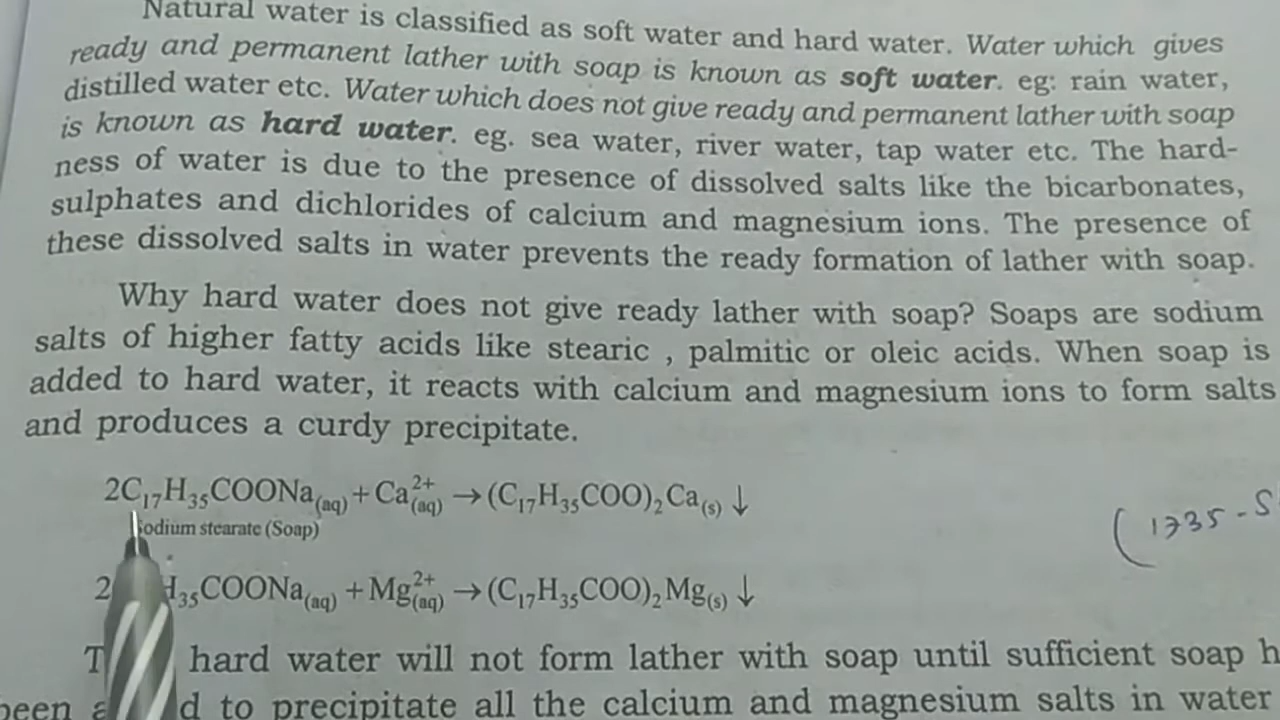 Natural water is classified as soft water and hard water. Water which gives
ready and permanent lather with soap is known as soft water. eg: rain water,
distilled water etc. Water which does not give ready and permanent lather with soap
is known as hard water. eg. sea water, river water, tap water etc. The hard-
ness of water is due to the presence of dissolved salts like the bicarbonates,
sulphates and dichlorides of calcium and magnesium ions. The presence of
these dissolved salts in water prevents the ready formation of lather with soap.
Why hard water does not give ready lather with soap? Soaps are sodium
salts of higher fatty acids like stearic , palmitic or oleic acids. When soap is
added to hard water, it reacts with calcium and magnesium ions to form salts
and produces a curdy precipitate.
2C₁₇H₃₅COONa₍aq₎ + Ca²⁺₍aq₎ → (C₁₇H₃₅COO)₂Ca₍s₎ ↓
(1735 - S
odium stearate (Soap)
2 H₃₅COONa₍aq₎ + Mg²⁺₍aq₎ → (C₁₇H₃₅COO)₂Mg₍s₎ ↓
T hard water will not form lather with soap until sufficient soap h
been a d to precipitate all the calcium and magnesium salts in water